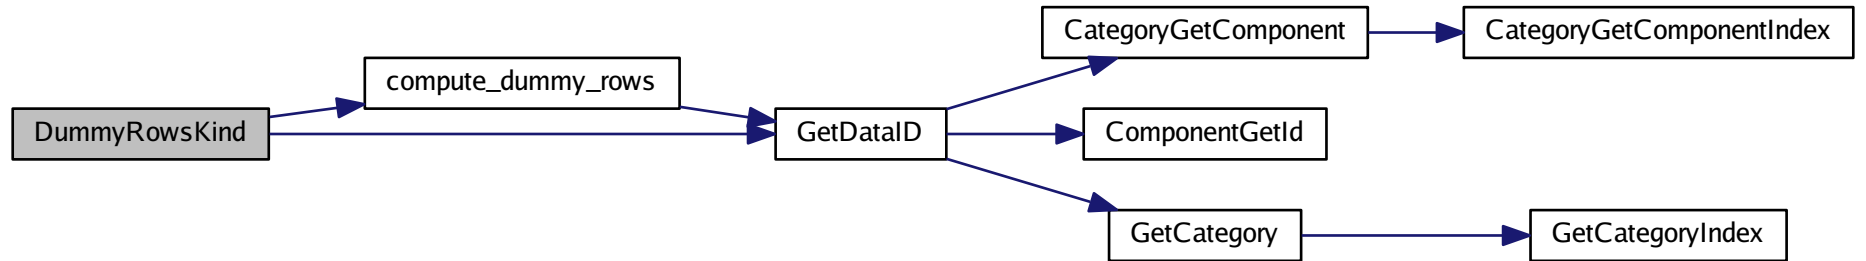 CategoryGetComponent
CategoryGetComponentIndex
compute_dummy_rows
DummyRowsKind
GetDataID
ComponentGetId
GetCategory
GetCategoryIndex